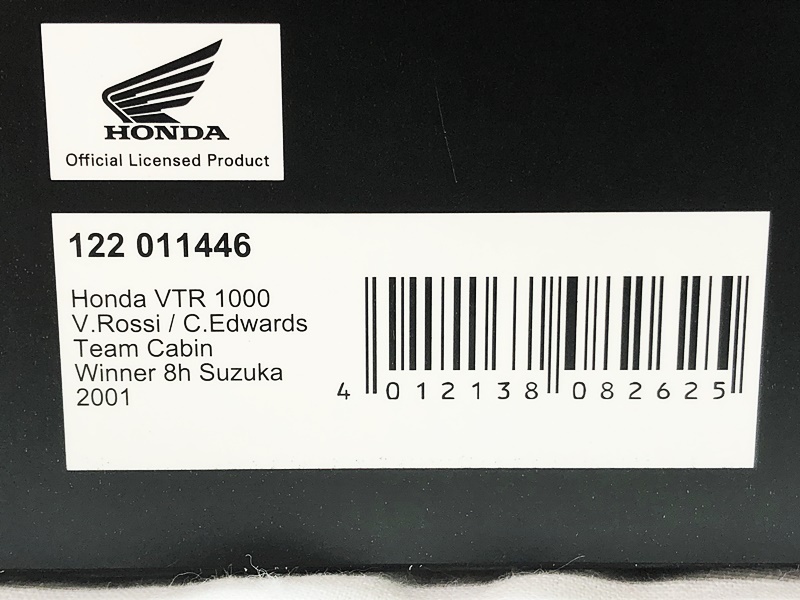 HONDA
Official Licensed Product
122 011446
Honda VTR 1000
V.Rossi / C.Edwards
Team Cabin
Winner 8h Suzuka
2001
4 012138 082625